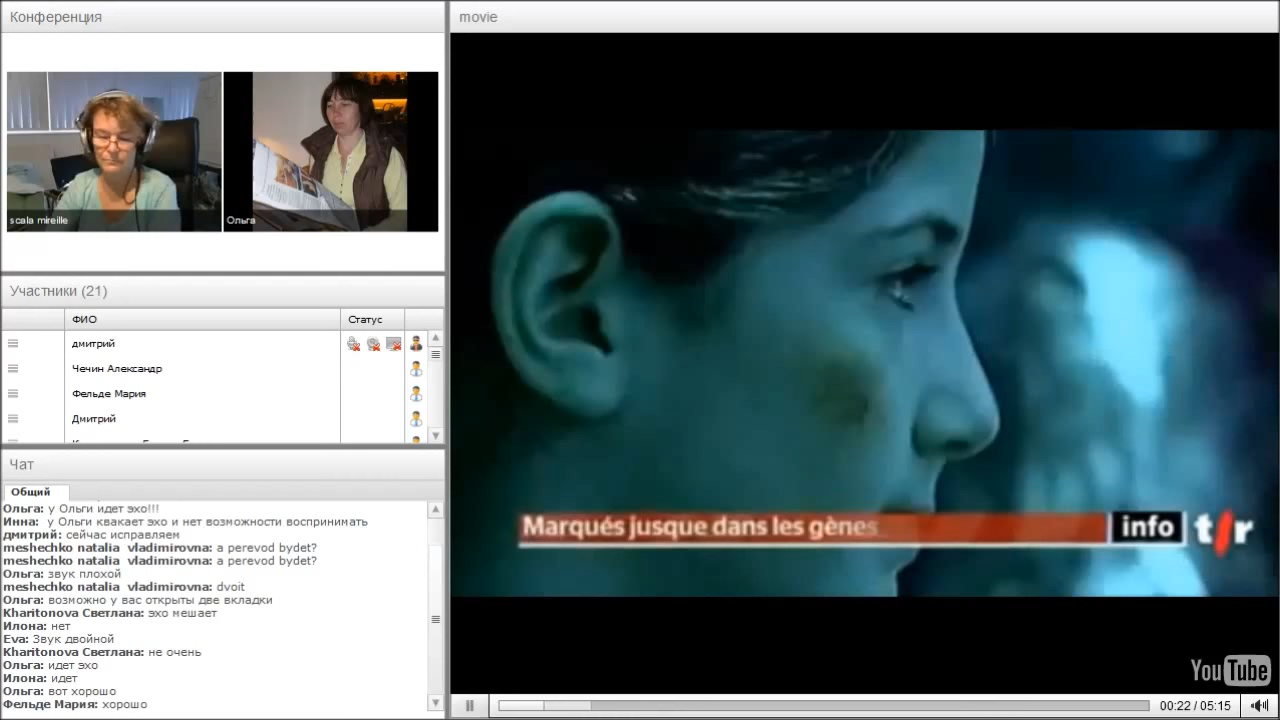 Конференция
scala mireille
Ольга
Участники (21)
ФИО
Статус
дмитрий
Чечин Александр
Фельде Мария
Дмитрий
Чат
Общий
Ольга: у Ольги идет эхо!!!
Инна: у Ольги квакает эхо и нет возможности воспринимать
дмитрий: сейчас исправляем
meshechko natalia vladimirovna: a perevod bydet?
meshechko natalia vladimirovna: a perevod bydet?
Ольга: звук плохой
meshechko natalia vladimirovna: dvoit
Ольга: возможно у вас открыты две вкладки
Kharitonova Светлана: эхо мешает
Илона: нет
Eva: Звук двойной
Kharitonova Светлана: не очень
Ольга: идет эхо
Илона: идет
Ольга: вот хорошо
Фельде Мария: хорошо
movie
Marqués jusque dans les gènes
info
tsr
YouTube
00:22 / 05:15